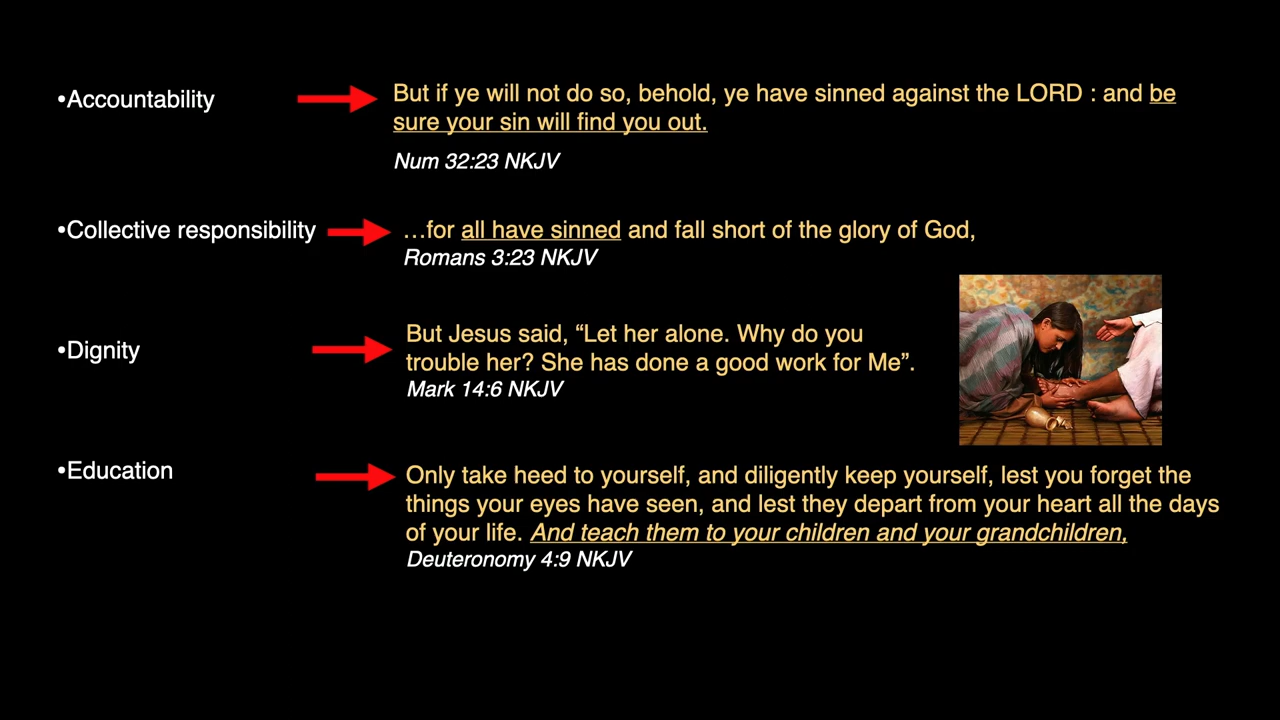 •Accountability
But if ye will not do so, behold, ye have sinned against the LORD : and be
sure your sin will find you out.
Num 32:23 NKJV
•Collective responsibility
…for all have sinned and fall short of the glory of God,
Romans 3:23 NKJV
•Dignity
But Jesus said, “Let her alone. Why do you
trouble her? She has done a good work for Me”.
Mark 14:6 NKJV
•Education
Only take heed to yourself, and diligently keep yourself, lest you forget the
things your eyes have seen, and lest they depart from your heart all the days
of your life. And teach them to your children and your grandchildren,
Deuteronomy 4:9 NKJV